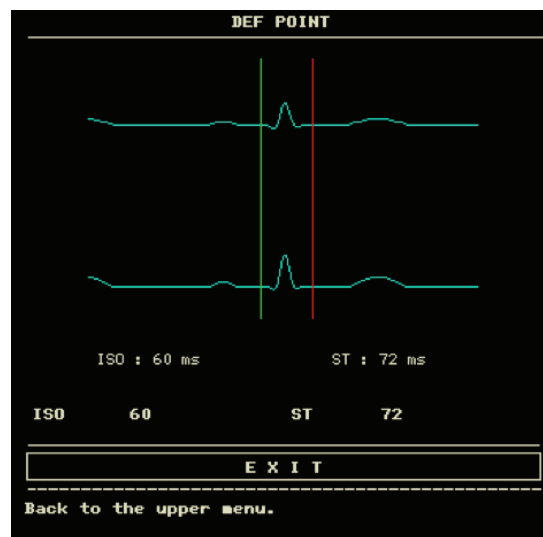 DEF POINT
ISO : 60 ms ST : 72 ms
ISO 60 ST 72
E X I T
Back to the upper menu.